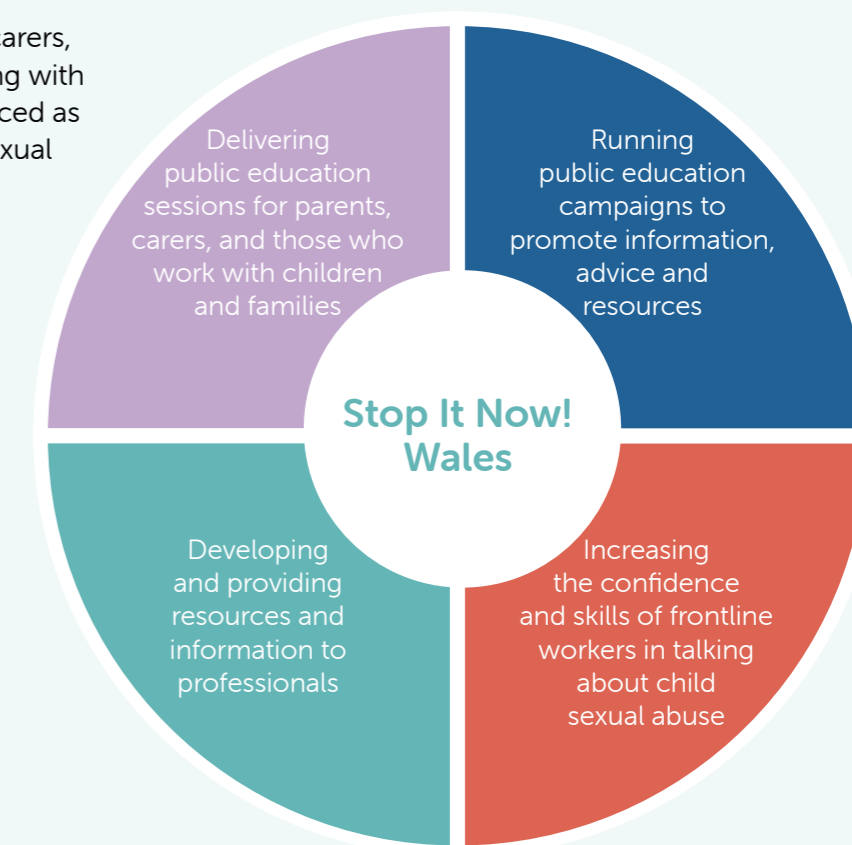 carers,
ng with
ced as
xual
Delivering
public education
sessions for parents,
carers, and those who
work with children
and families
Running
public education
campaigns to
promote information,
advice and
resources
Stop It Now!
Wales
Developing
and providing
resources and
information to
professionals
Increasing
the confidence
and skills of frontline
workers in talking
about child
sexual abuse